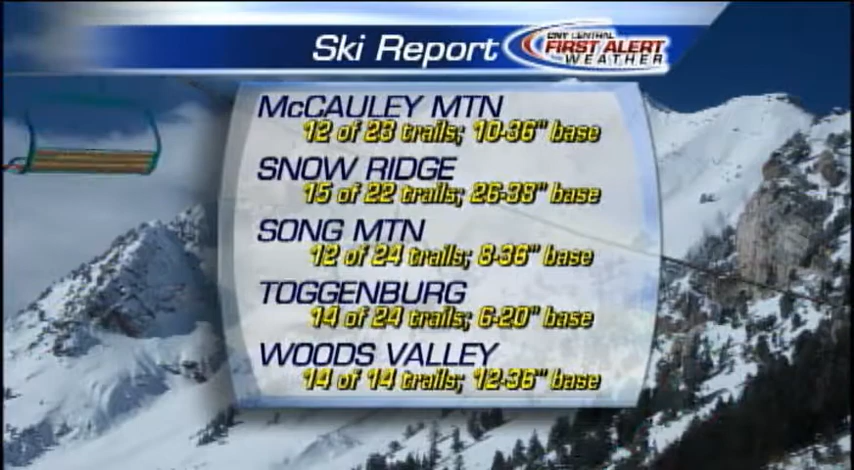 Ski Report
CNY CENTRAL
FIRST ALERT
WEATHER
McCAULEY MTN
12 of 23 trails; 10-36" base
SNOW RIDGE
15 of 22 trails; 26-38" base
SONG MTN
12 of 24 trails; 8-36" base
TOGGENBURG
14 of 24 trails; 6-20" base
WOODS VALLEY
14 of 14 trails; 12-36" base